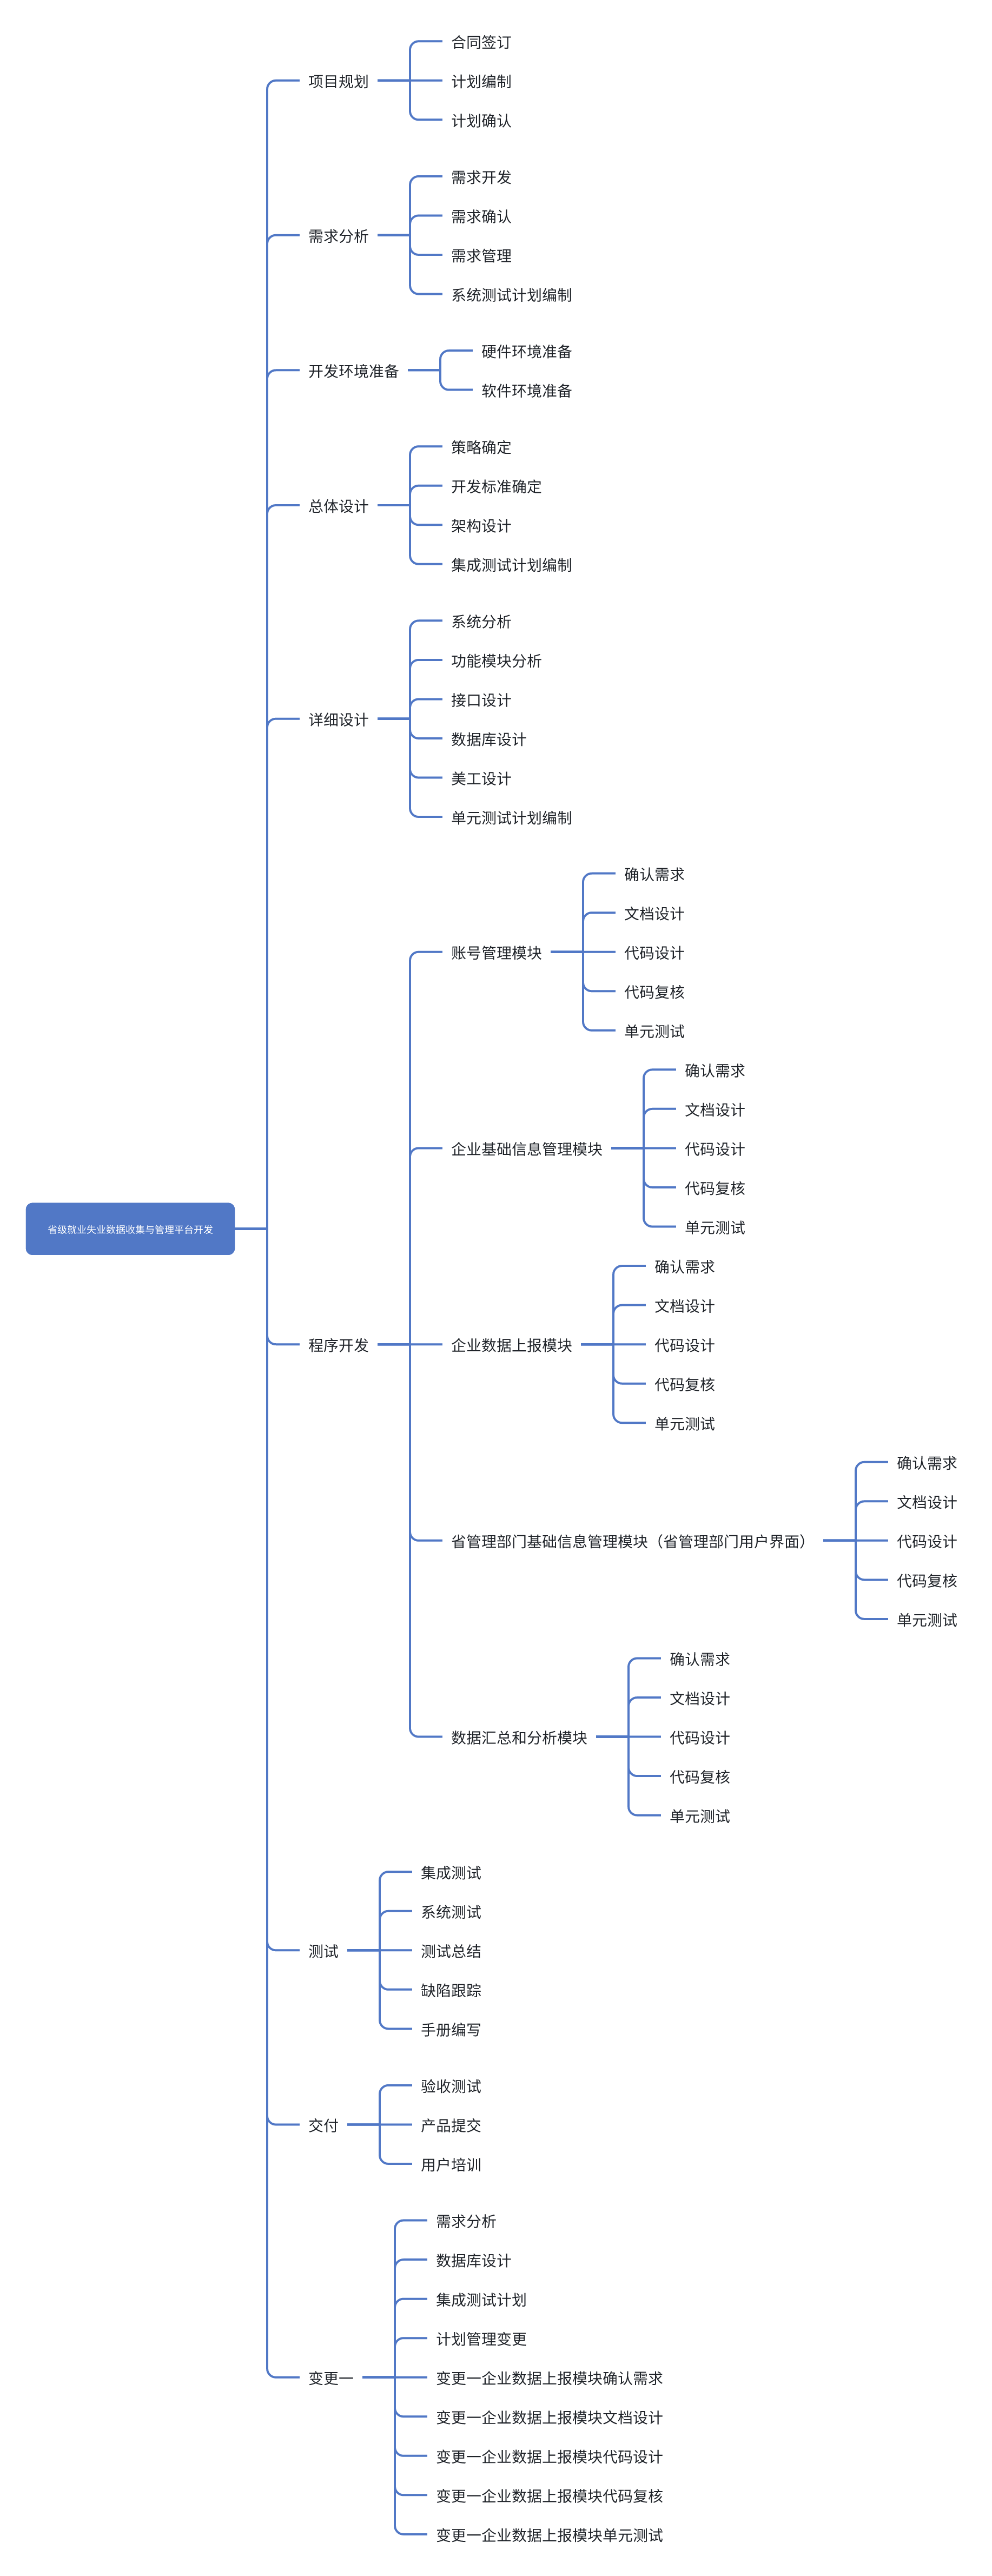 省级就业失业数据收集与管理平台开发
项目规划
合同签订
计划编制
计划确认
需求分析
需求开发
需求确认
需求管理
系统测试计划编制
开发环境准备
硬件环境准备
软件环境准备
总体设计
策略确定
开发标准确定
架构设计
集成测试计划编制
详细设计
系统分析
功能模块分析
接口设计
数据库设计
美工设计
单元测试计划编制
程序开发
账号管理模块
确认需求
文档设计
代码设计
代码复核
单元测试
企业基础信息管理模块
确认需求
文档设计
代码设计
代码复核
单元测试
企业数据上报模块
确认需求
文档设计
代码设计
代码复核
单元测试
省管理部门基础信息管理模块（省管理部门用户界面）
确认需求
文档设计
代码设计
代码复核
单元测试
数据汇总和分析模块
确认需求
文档设计
代码设计
代码复核
单元测试
测试
集成测试
系统测试
测试总结
缺陷跟踪
手册编写
交付
验收测试
产品提交
用户培训
变更一
需求分析
数据库设计
集成测试计划
计划管理变更
变更一企业数据上报模块确认需求
变更一企业数据上报模块文档设计
变更一企业数据上报模块代码设计
变更一企业数据上报模块代码复核
变更一企业数据上报模块单元测试